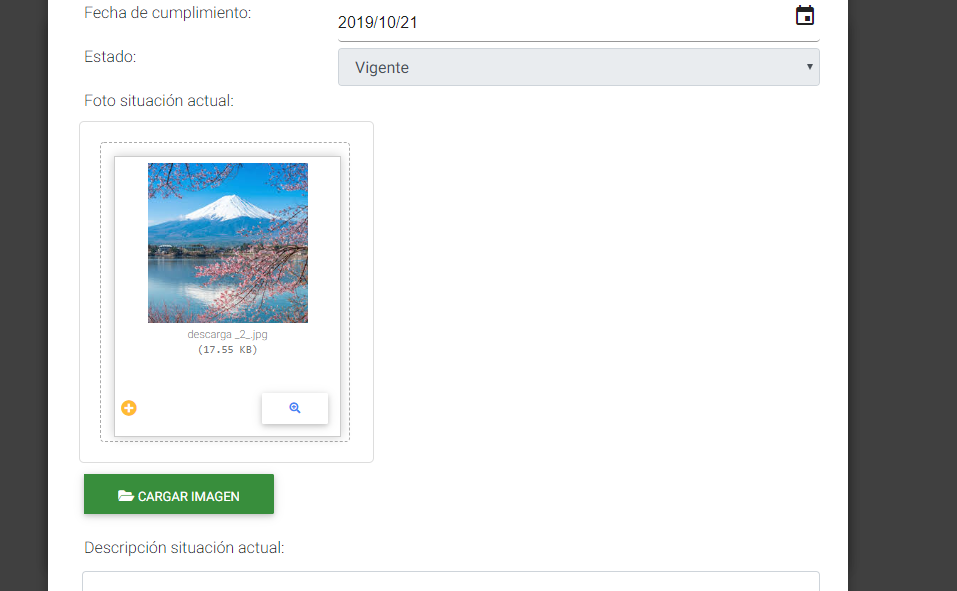 Fecha de cumplimiento:
2019/10/21
Estado:
Vigente
Foto situación actual:
descarga _2_.jpg
(17.55 KB)
CARGAR IMAGEN
Descripción situación actual: